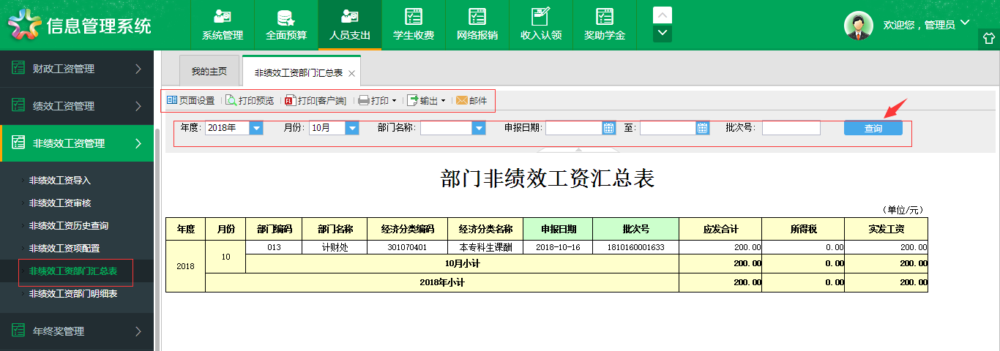 信息管理系统
系统管理 全面预算 人员支出 学生收费 网络报销 收入认领 奖助学金
欢迎您，管理员
财政工资管理
绩效工资管理
非绩效工资管理
非绩效工资导入
非绩效工资审核
非绩效工资历史查询
非绩效工资项配置
非绩效工资部门汇总表
非绩效工资部门明细表
年终奖管理
我的主页 非绩效工资部门汇总表
页面设置 打印预览 打印[客户端] 打印 输出 邮件
年度: 2018年 月份: 10月 部门名称: 申报日期: 至: 批次号: 查询
部门非绩效工资汇总表
（单位/元）
年度 月份 部门编码 部门名称 经济分类编码 经济分类名称 申报日期 批次号 应发合计 所得税 实发工资
2018 10 013 计财处 301070401 本专科生课酬 2018-10-16 1810160001633 200.00 0.00 200.00
10月小计 200.00 0.00 200.00
2018年小计 200.00 0.00 200.00